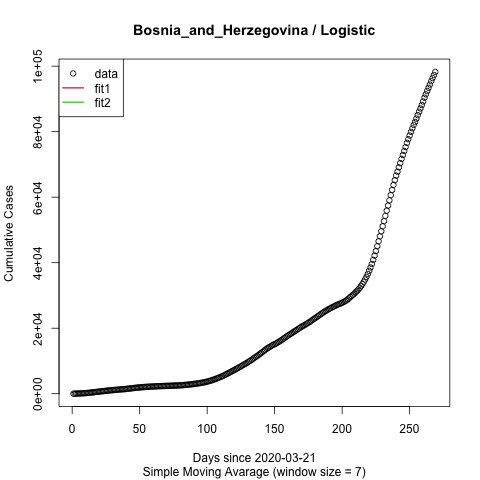 Bosnia_and_Herzegovina / Logistic
data
fit1
fit2
Cumulative Cases
0e+00
2e+04
4e+04
6e+04
8e+04
1e+05
0
50
100
150
200
250
Days since 2020-03-21
Simple Moving Avarage (window size = 7)